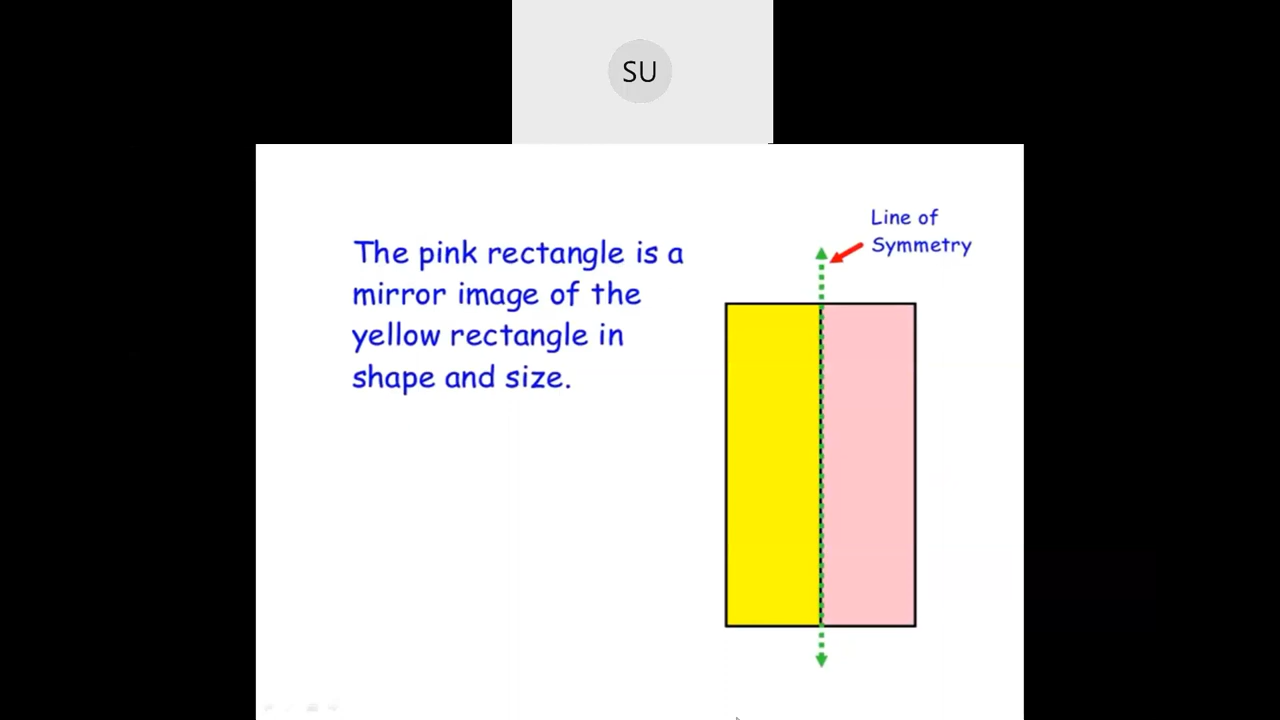 SU
Line of
Symmetry
The pink rectangle is a
mirror image of the
yellow rectangle in
shape and size.